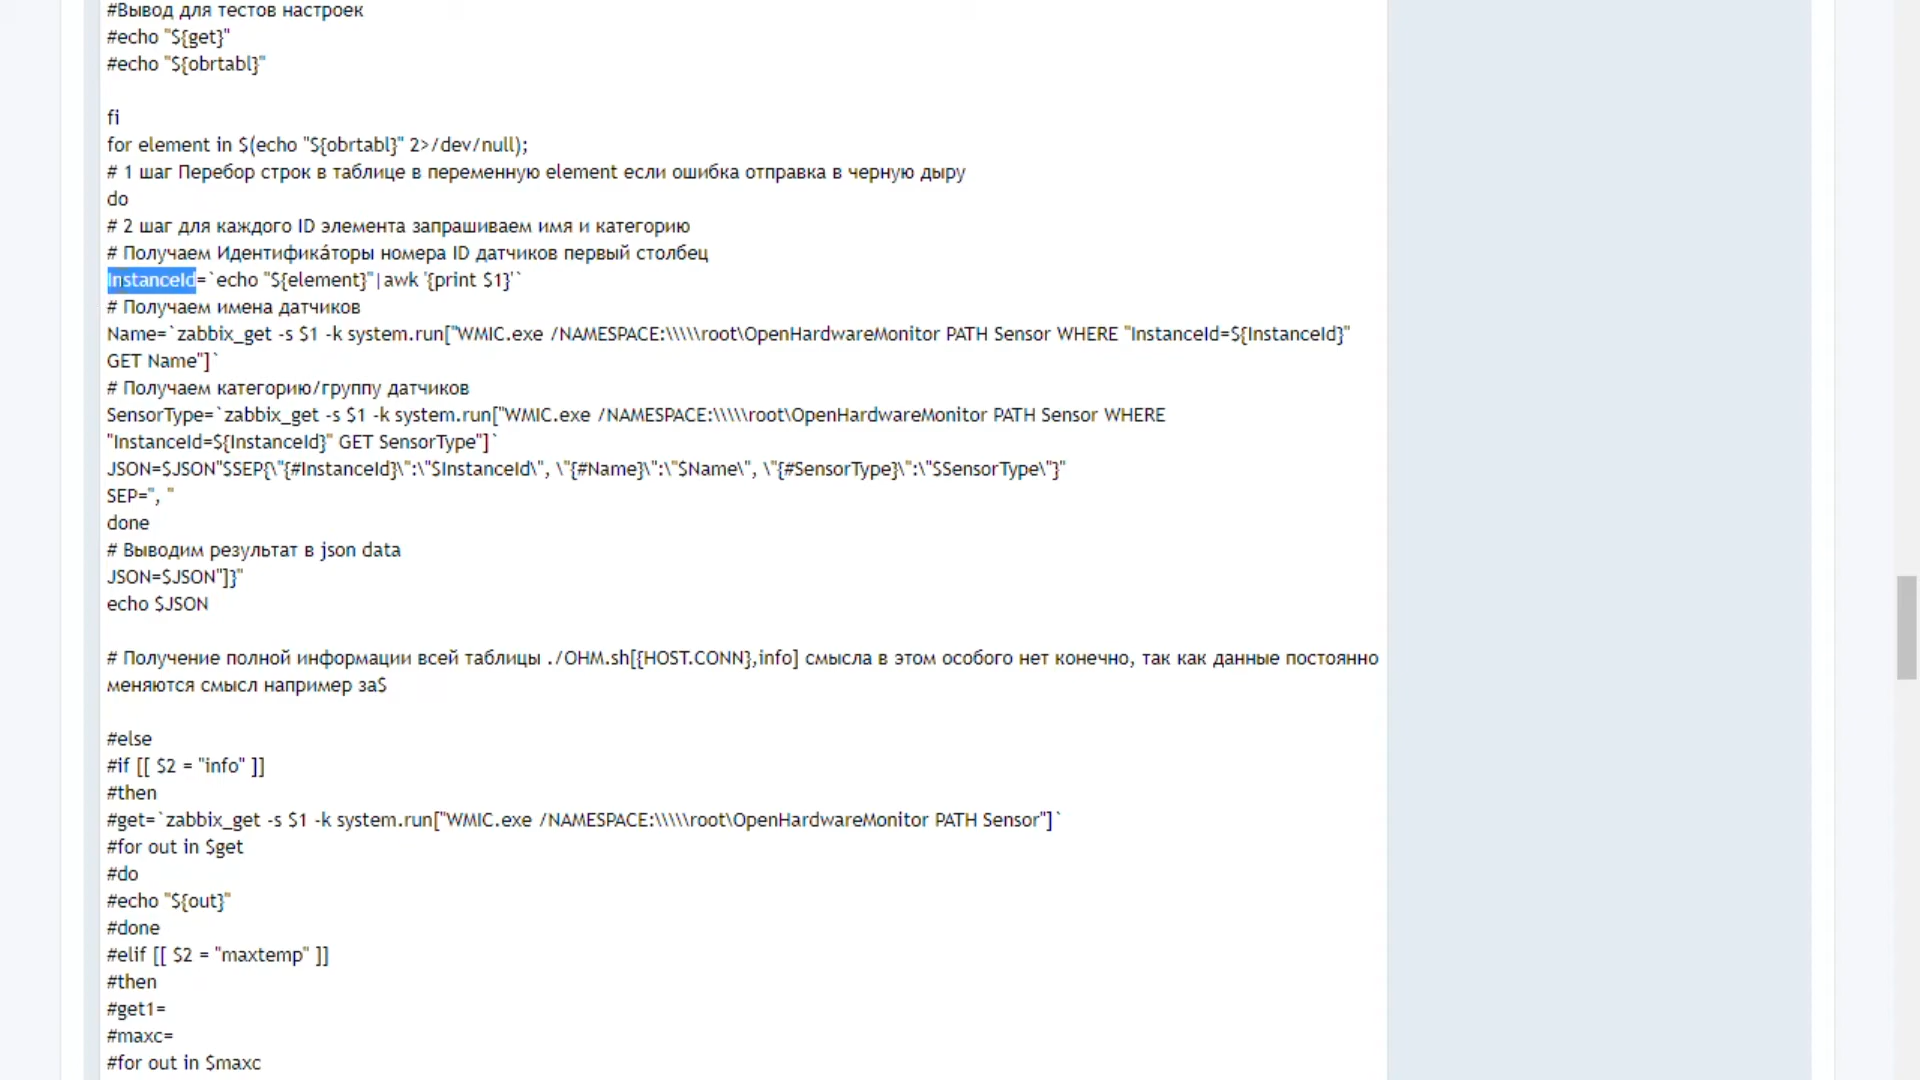 #Вывод для тестов настроек
#echo "${get}"
#echo "${obrtabl}"
fi
for element in $(echo "${obrtabl}" 2>/dev/null);
# 1 шаг Перебор строк в таблице в переменную element если ошибка отправка в черную дыру
do
# 2 шаг для каждого ID элемента запрашиваем имя и категорию
# Получаем Идентифика́торы номера ID датчиков первый столбец
InstanceId=`echo "${element}"|awk '{print $1}'`
# Получаем имена датчиков
Name=`zabbix_get -s $1 -k system.run["WMIC.exe /NAMESPACE:\\\\\root\OpenHardwareMonitor PATH Sensor WHERE "InstanceId=${InstanceId}"
GET Name"]`
# Получаем категорию/группу датчиков
SensorType=`zabbix_get -s $1 -k system.run["WMIC.exe /NAMESPACE:\\\\\root\OpenHardwareMonitor PATH Sensor WHERE
"InstanceId=${InstanceId}" GET SensorType"]`
JSON=$JSON"$SEP{\"{#InstanceId}\":\"$InstanceId\", \"{#Name}\":\"$Name\", \"{#SensorType}\":\"$SensorType\"}"
SEP=", "
done
# Выводим результат в json data
JSON=$JSON"]}"
echo $JSON
# Получение полной информации всей таблицы ./OHM.sh[{HOST.CONN},info] смысла в этом особого нет конечно, так как данные постоянно
меняются смысл например за$
#else
#if [[ $2 = "info" ]]
#then
#get=`zabbix_get -s $1 -k system.run["WMIC.exe /NAMESPACE:\\\\\root\OpenHardwareMonitor PATH Sensor"]`
#for out in $get
#do
#echo "${out}"
#done
#elif [[ $2 = "maxtemp" ]]
#then
#get1=
#maxc=
#for out in $maxc